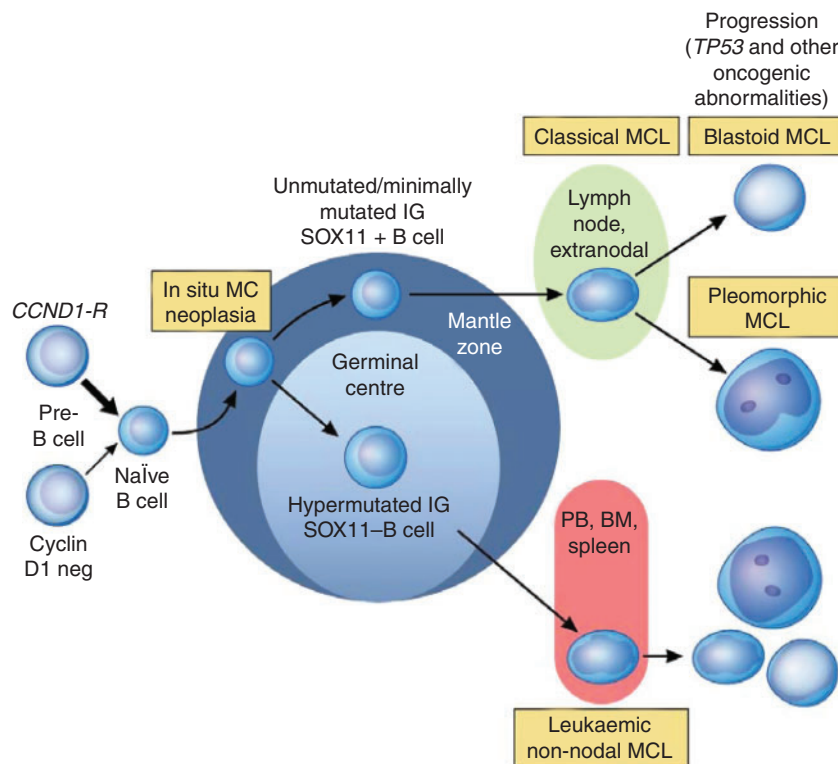 Progression
(TP53 and other
oncogenic
abnormalities)
Classical MCL
Blastoid MCL
Unmutated/minimally
mutated IG
SOX11 + B cell
Lymph
node,
extranodal
In situ MC
neoplasia
CCND1-R
Mantle
zone
Pleomorphic
MCL
Germinal
centre
Pre-
B cell
NaÏve
B cell
Hypermutated IG
SOX11–B cell
Cyclin
D1 neg
PB, BM,
spleen
Leukaemic
non-nodal MCL